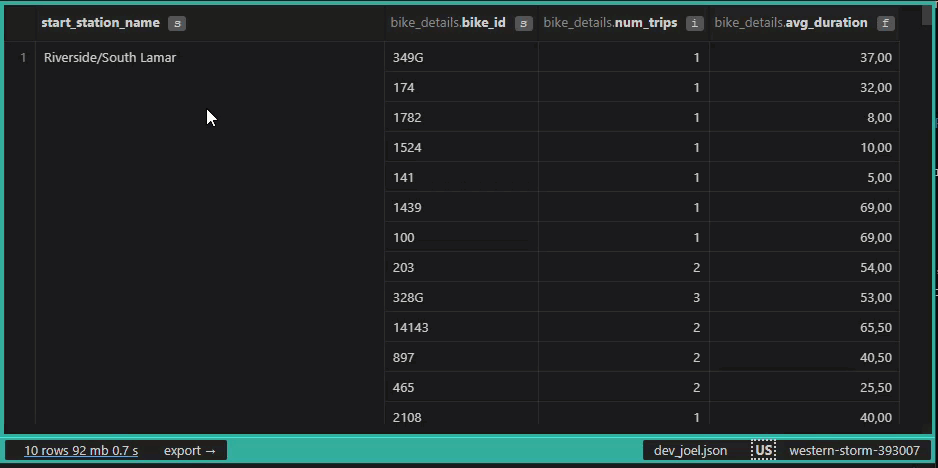 start_station_name s bike_details.bike_id s bike_details.num_trips i bike_details.avg_duration f
1 Riverside/South Lamar 349G 1 37,00
174 1 32,00
1782 1 8,00
1524 1 10,00
141 1 5,00
1439 1 69,00
100 1 69,00
203 2 54,00
328G 3 53,00
14143 2 65,50
897 2 40,50
465 2 25,50
2108 1 40,00
10 rows 92 mb 0.7 s export → dev_joel.json US western-storm-393007